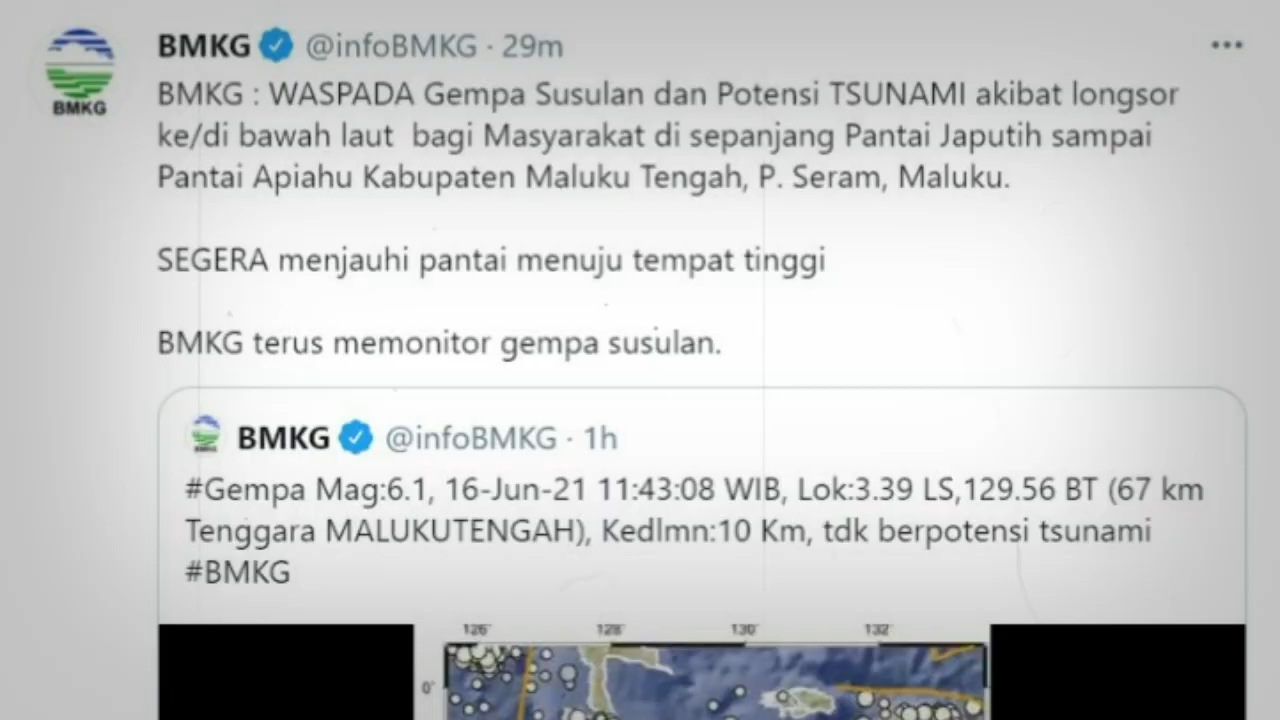 BMKG @infoBMKG · 29m
BMKG
BMKG : WASPADA Gempa Susulan dan Potensi TSUNAMI akibat longsor
ke/di bawah laut bagi Masyarakat di sepanjang Pantai Japutih sampai
Pantai Apiahu Kabupaten Maluku Tengah, P. Seram, Maluku.
SEGERA menjauhi pantai menuju tempat tinggi
BMKG terus memonitor gempa susulan.
BMKG @infoBMKG · 1h
#Gempa Mag:6.1, 16-Jun-21 11:43:08 WIB, Lok:3.39 LS,129.56 BT (67 km
Tenggara MALUKUTENGAH), Kedlmn:10 Km, tdk berpotensi tsunami
#BMKG
126° 128° 130° 132°
0°